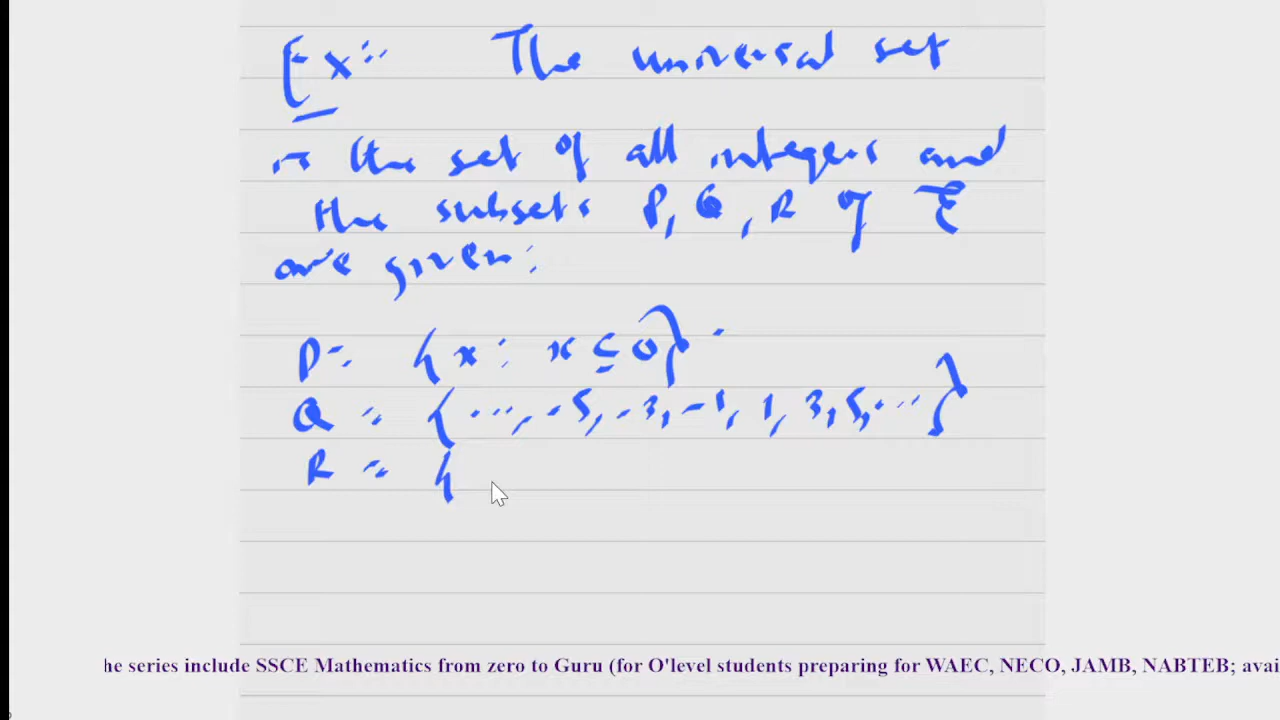 Ex:- The universal set
is the set of all integers and
the subsets P, Q, R of ξ
are given:
P = {x : x ≤ 0}.
Q = {..., -5, -3, -1, 1, 3, 5, ...}
R = {
he series include SSCE Mathematics from zero to Guru (for O'level students preparing for WAEC, NECO, JAMB, NABTEB; avai